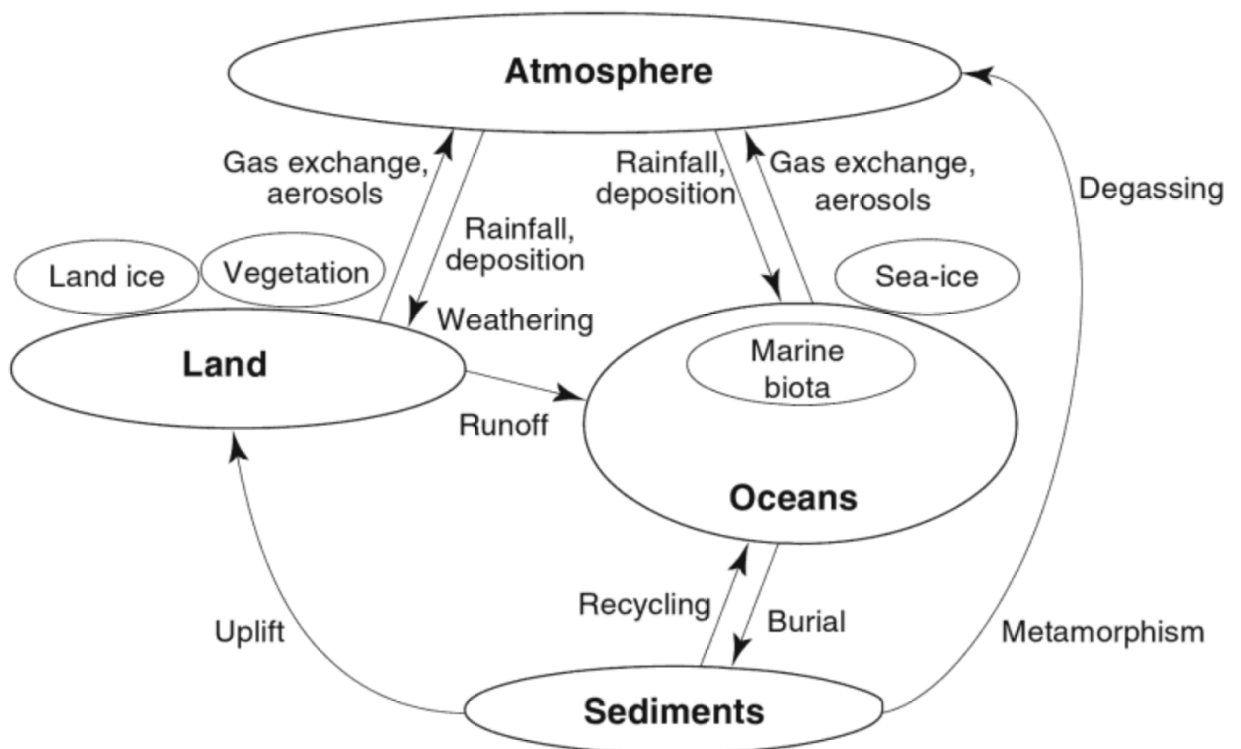 Atmosphere
Gas exchange,
aerosols
Rainfall,
deposition
Rainfall,
deposition
Gas exchange,
aerosols
Degassing
Land ice
Vegetation
Sea-ice
Weathering
Land
Marine
biota
Runoff
Oceans
Recycling
Burial
Uplift
Metamorphism
Sediments